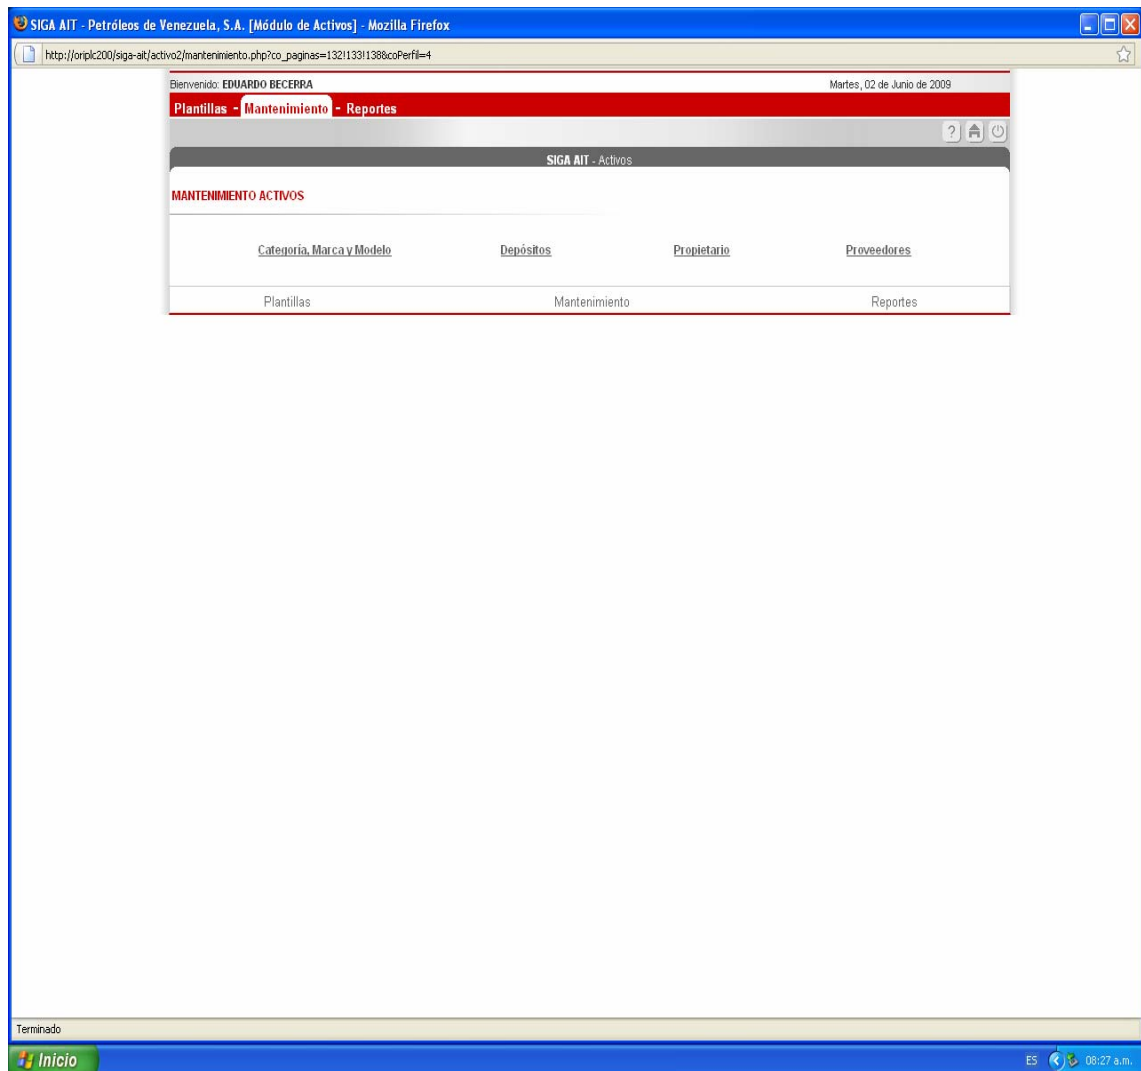 SIGA AIT - Petróleos de Venezuela, S.A. [Módulo de Activos] - Mozilla Firefox
http://oriplc200/siga-ait/activo2/mantenimiento.php?co_paginas=132!133!138&coPerfil=4
Bienvenido: EDUARDO BECERRA Martes, 02 de Junio de 2009
Plantillas - Mantenimiento - Reportes
?
SIGA AIT - Activos
MANTENIMIENTO ACTIVOS
Categoría, Marca y Modelo Depósitos Propietario Proveedores
Plantillas Mantenimiento Reportes
Terminado
Inicio ES 08:27 a.m.